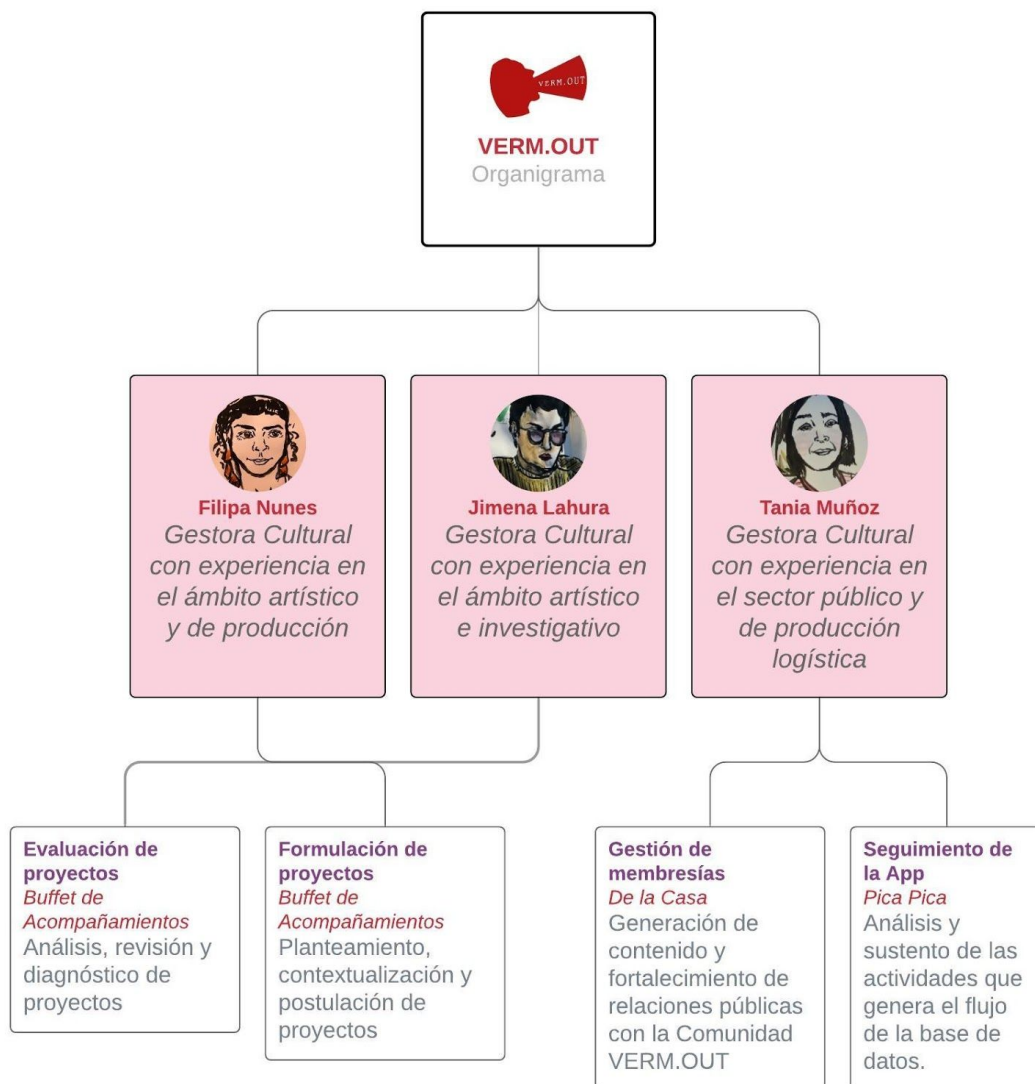 VERM.OUT
VERM.OUT
Organigrama
Filipa Nunes
Gestora Cultural
con experiencia en
el ámbito artístico
y de producción
Jimena Lahura
Gestora Cultural
con experiencia en
el ámbito artístico
e investigativo
Tania Muñoz
Gestora Cultural
con experiencia en
el sector público y
de producción
logística
Evaluación de
proyectos
Buffet de
Acompañamientos
Análisis, revisión y
diagnóstico de
proyectos
Formulación de
proyectos
Buffet de
Acompañamientos
Planteamiento,
contextualización y
postulación de
proyectos
Gestión de
membresías
De la Casa
Generación de
contenido y
fortalecimiento de
relaciones públicas
con la Comunidad
VERM.OUT
Seguimiento de
la App
Pica Pica
Análisis y
sustento de las
actividades que
genera el flujo
de la base de
datos.